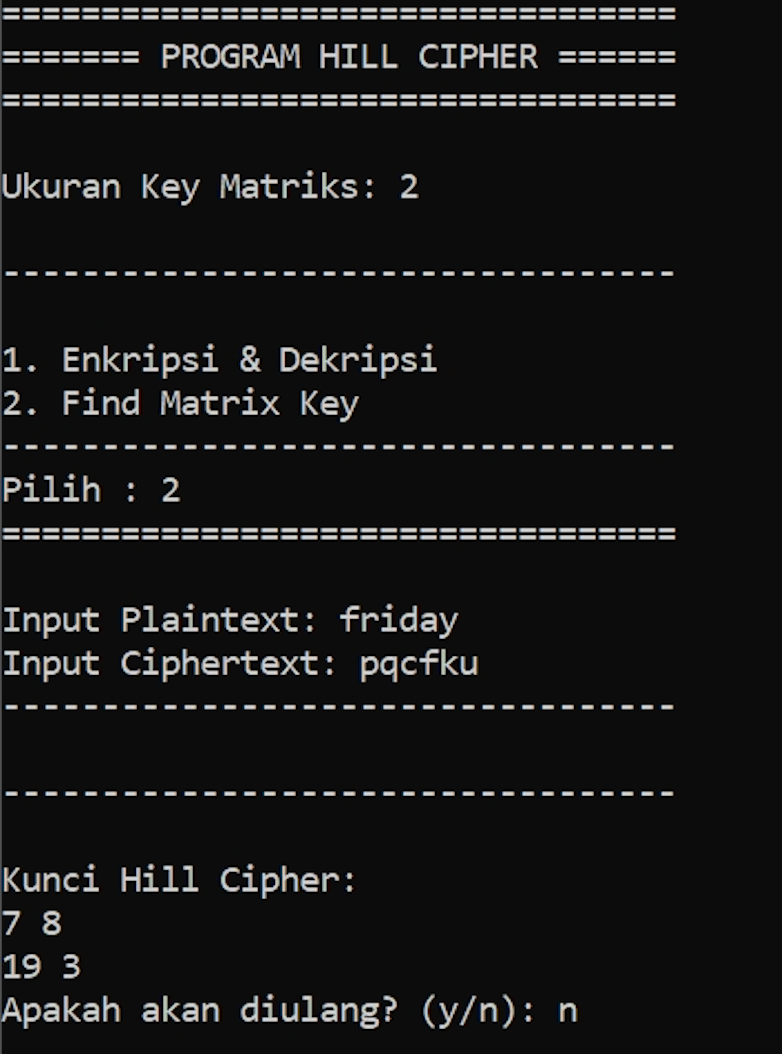 ==================================
======= PROGRAM HILL CIPHER ======
==================================
Ukuran Key Matriks: 2
----------------------------------
1. Enkripsi & Dekripsi
2. Find Matrix Key
----------------------------------
Pilih : 2
==================================
Input Plaintext: friday
Input Ciphertext: pqcfku
----------------------------------
----------------------------------
Kunci Hill Cipher:
7 8
19 3
Apakah akan diulang? (y/n): n